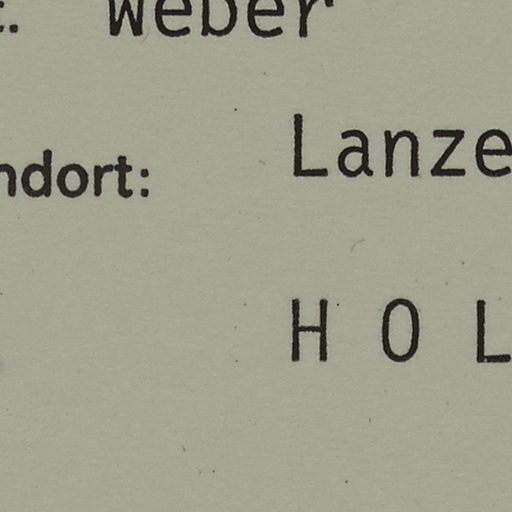 Weber
Lanze
ndort:
H O L